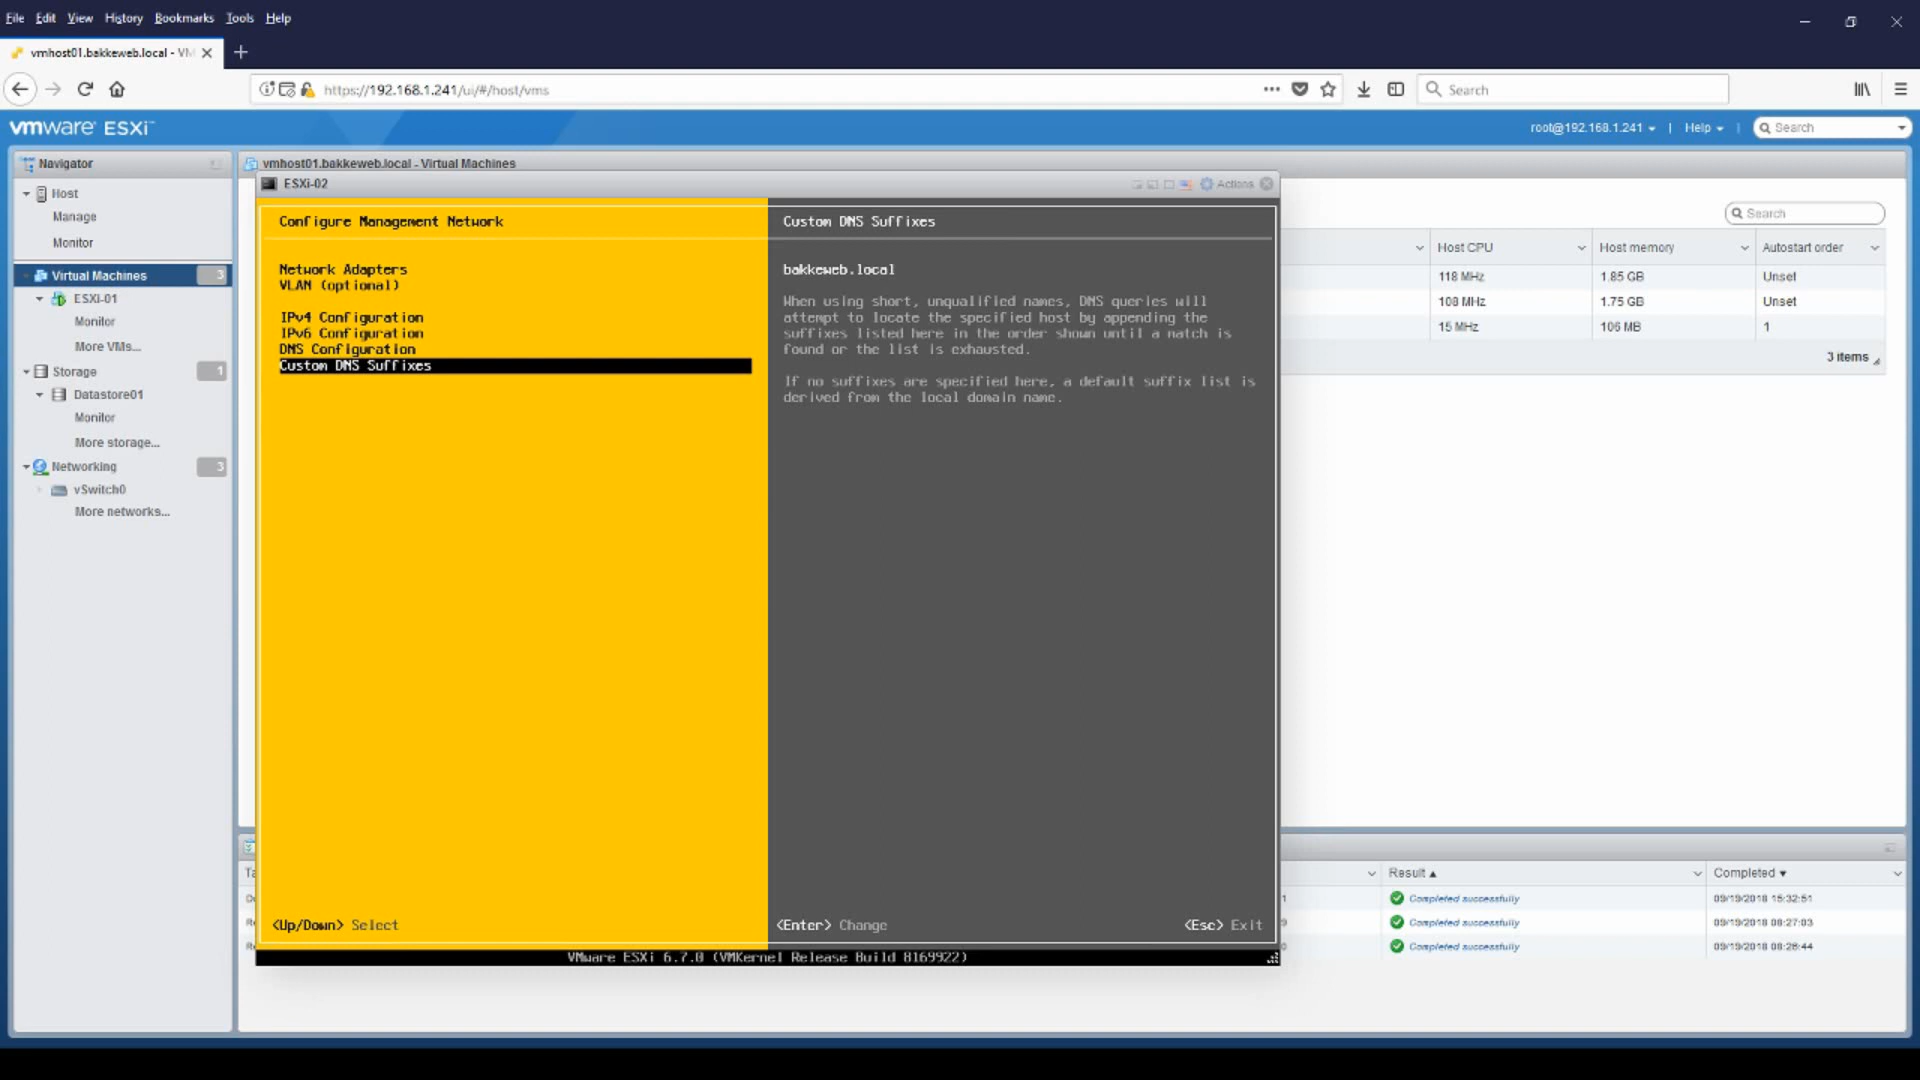 File Edit View History Bookmarks Tools Help
vmhost01.bakkeweb.local - VM
https://192.168.1.241/ui/#/host/vms
Search
vmware ESXi
root@192.168.1.241
Help
Search
Navigator
Host
Manage
Monitor
Virtual Machines
3
ESXi-01
Monitor
More VMs...
Storage
1
Datastore01
Monitor
More storage...
Networking
3
vSwitch0
More networks...
vmhost01.bakkeweb.local - Virtual Machines
ESXi-02
Actions
Configure Management Network
Network Adapters
VLAN (optional)
IPv4 Configuration
IPv6 Configuration
DNS Configuration
Custom DNS Suffixes
<Up/Down> Select
Custom DNS Suffixes
bakkeweb.local
When using short, unqualified names, DNS queries will
attempt to locate the specified host by appending the
suffixes listed here in the order shown until a match is
found or the list is exhausted.
If no suffixes are specified here, a default suffix list is
derived from the local domain name.
<Enter> Change
<Esc> Exit
VMware ESXi 6.7.0 (VMKernel Release Build 8169922)
Search
Host CPU Host memory Autostart order
118 MHz 1.85 GB Unset
108 MHz 1.75 GB Unset
15 MHz 106 MB 1
3 items
Result Completed
Completed successfully 09/19/2018 15:32:51
Completed successfully 09/19/2018 08:27:03
Completed successfully 09/19/2018 08:26:44